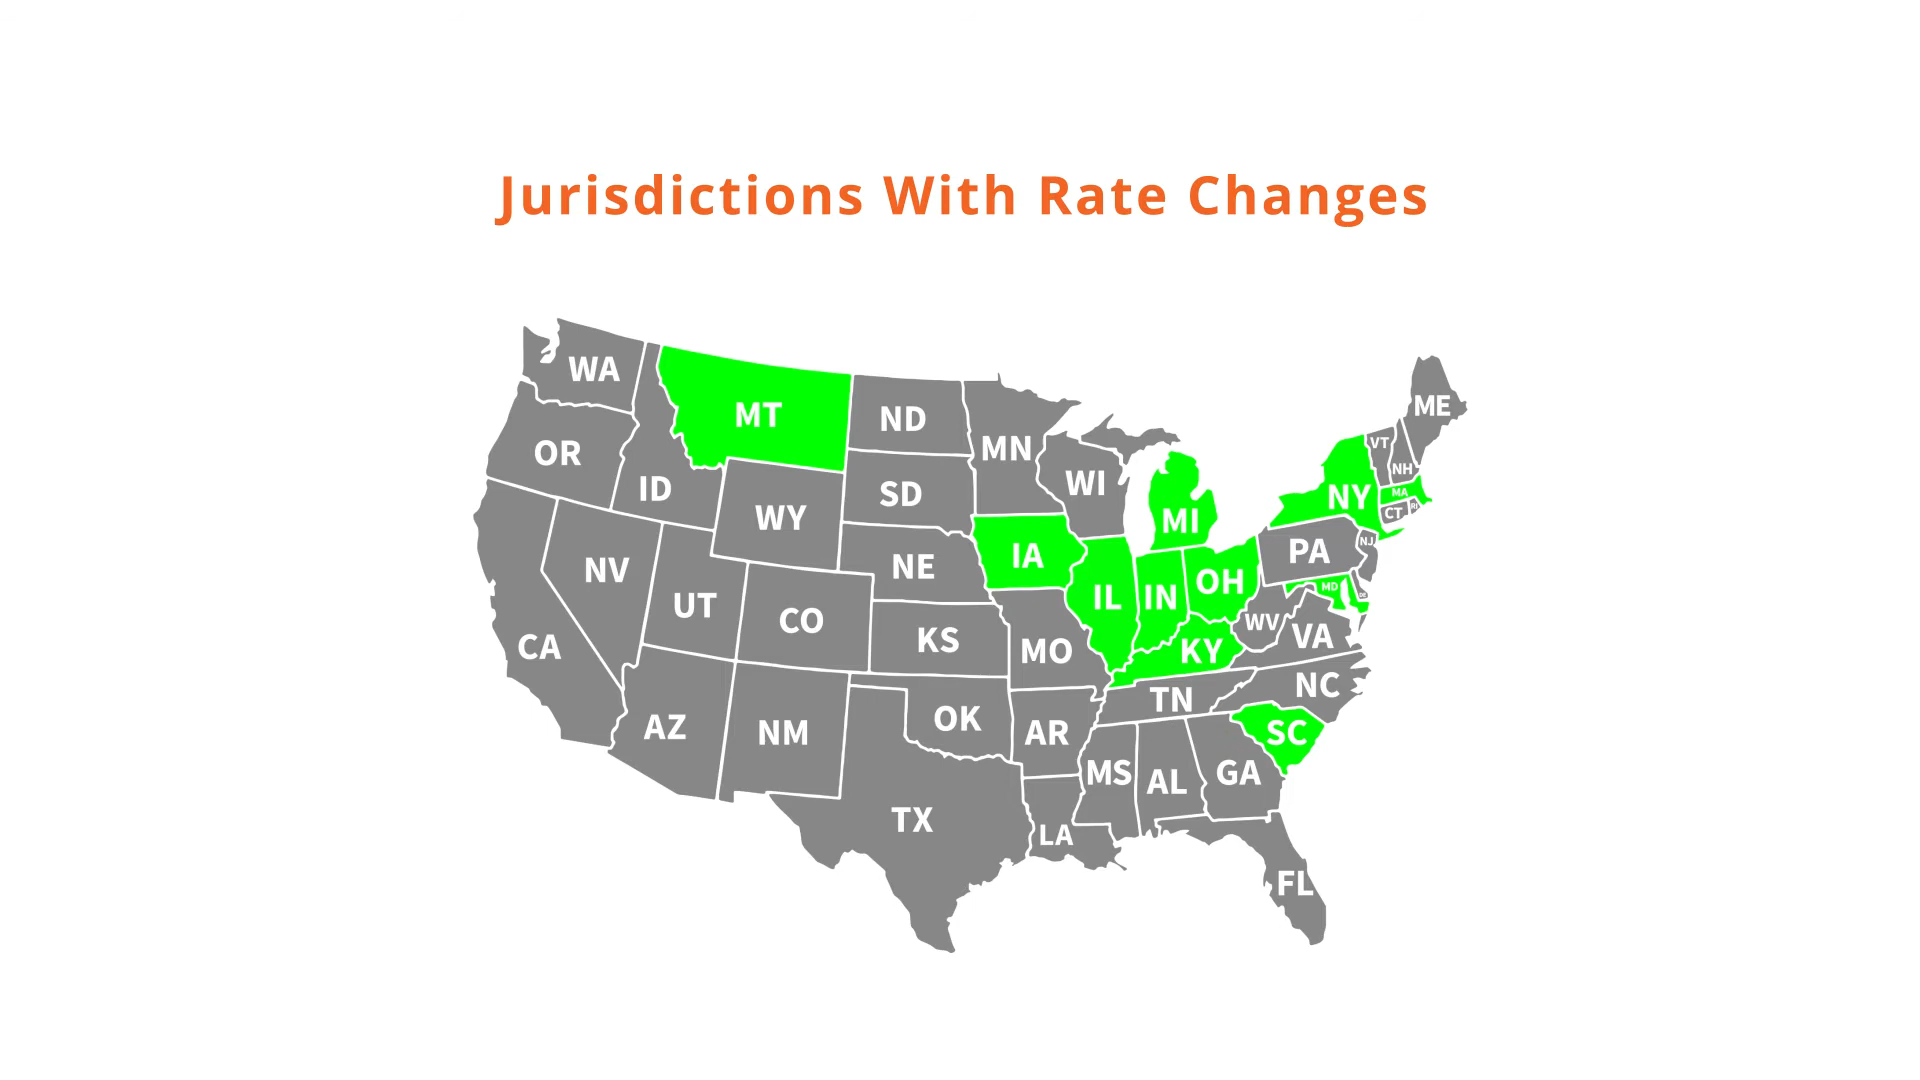 Jurisdictions With Rate Changes
WA
MT
ND
MN
ME
OR
ID
SD
WI
VT
NH
WY
MI
NY
MA
CT
RI
IA
PA
NJ
NV
NE
UT
CO
IL
IN
OH
MD
DE
CA
KS
MO
KY
WV
VA
AZ
NM
OK
AR
TN
NC
SC
MS
AL
GA
TX
LA
FL